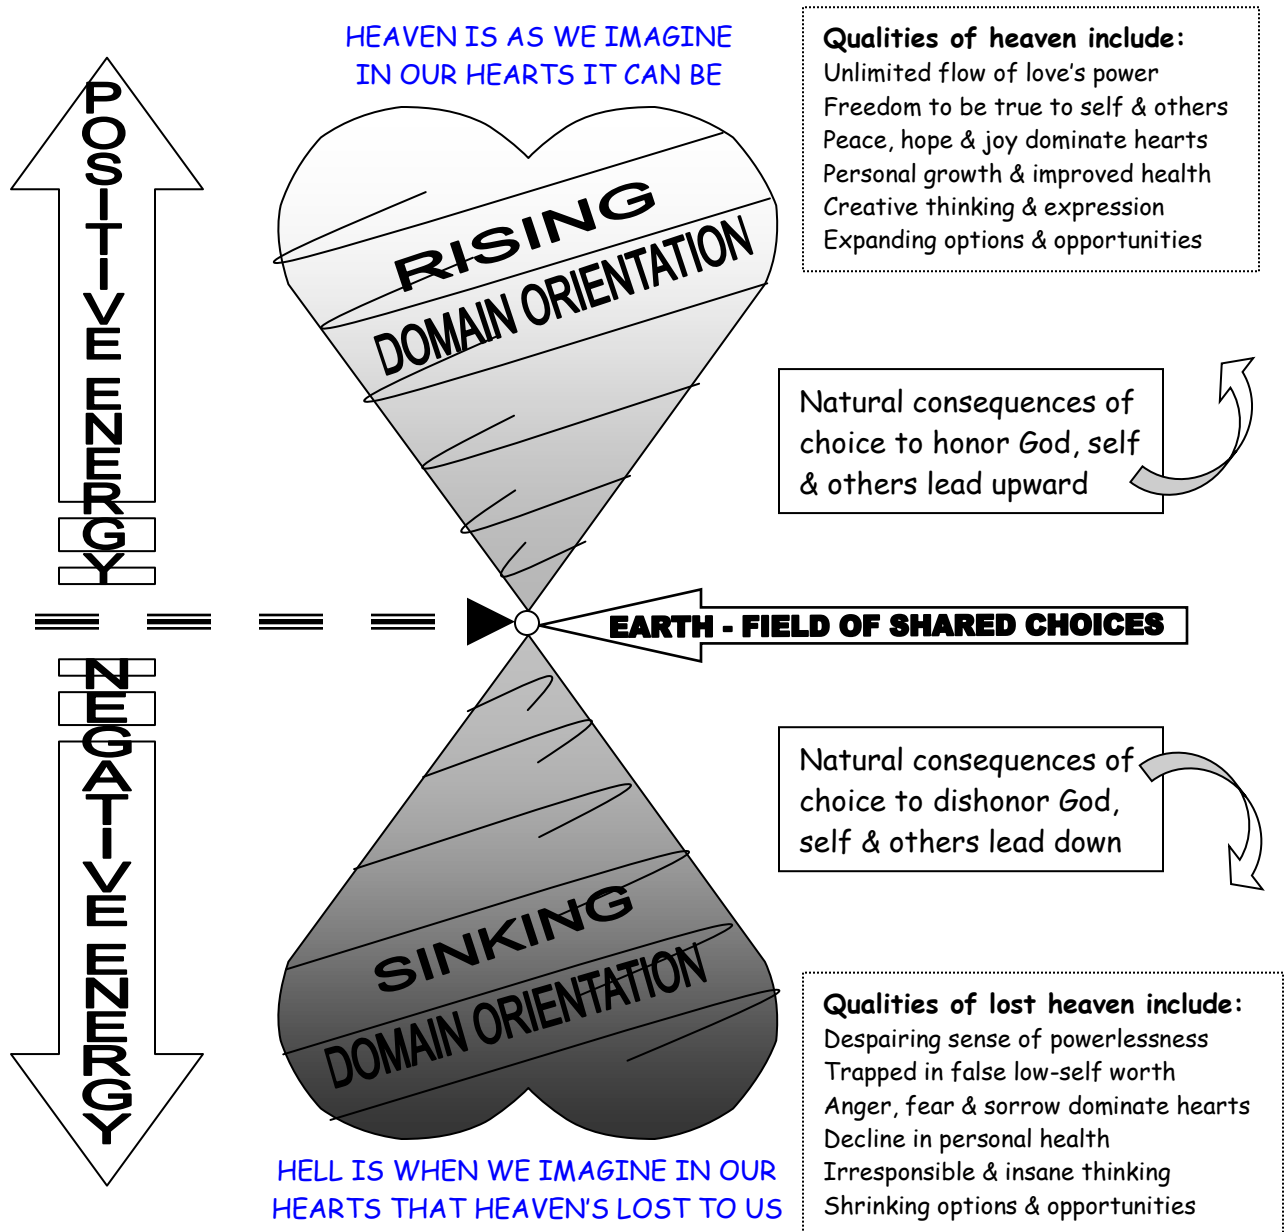 HEAVEN IS AS WE IMAGINE
IN OUR HEARTS IT CAN BE
Qualities of heaven include:
Unlimited flow of love's power
Freedom to be true to self & others
Peace, hope & joy dominate hearts
Personal growth & improved health
Creative thinking & expression
Expanding options & opportunities
POSITIVE ENERGY
RISING
DOMAIN ORIENTATION
Natural consequences of
choice to honor God, self
& others lead upward
EARTH - FIELD OF SHARED CHOICES
NEGATIVE ENERGY
Natural consequences of
choice to dishonor God,
self & others lead down
SINKING
DOMAIN ORIENTATION
Qualities of lost heaven include:
Despairing sense of powerlessness
Trapped in false low-self worth
Anger, fear & sorrow dominate hearts
Decline in personal health
Irresponsible & insane thinking
Shrinking options & opportunities
HELL IS WHEN WE IMAGINE IN OUR
HEARTS THAT HEAVEN'S LOST TO US